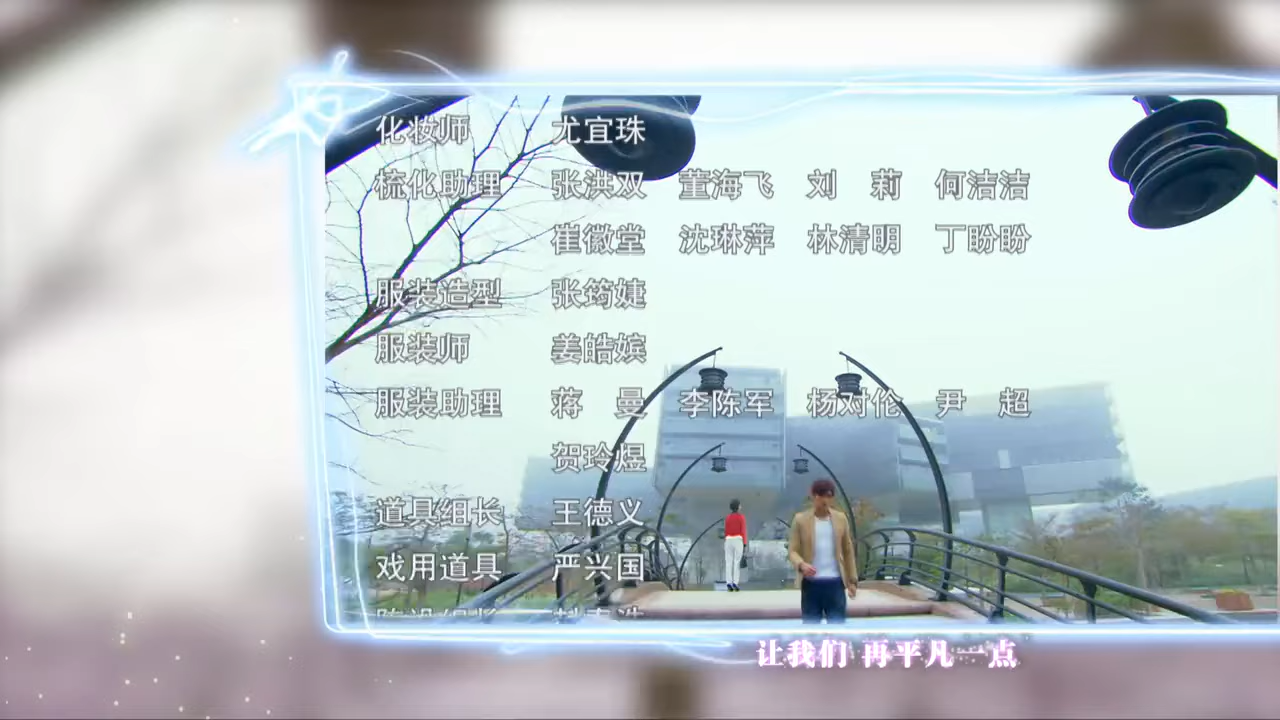 化妆师 尤宜珠
梳化助理 张洪双 董海飞 刘 莉 何洁洁
崔徽堂 沈琳萍 林清明 丁盼盼
服装造型 张筠婕
服装师 姜皓嫔
服装助理 蒋 曼 李陈军 杨对伦 尹 超
贺玲煜
道具组长 王德义
戏用道具 严兴国
让我们 再平凡一点